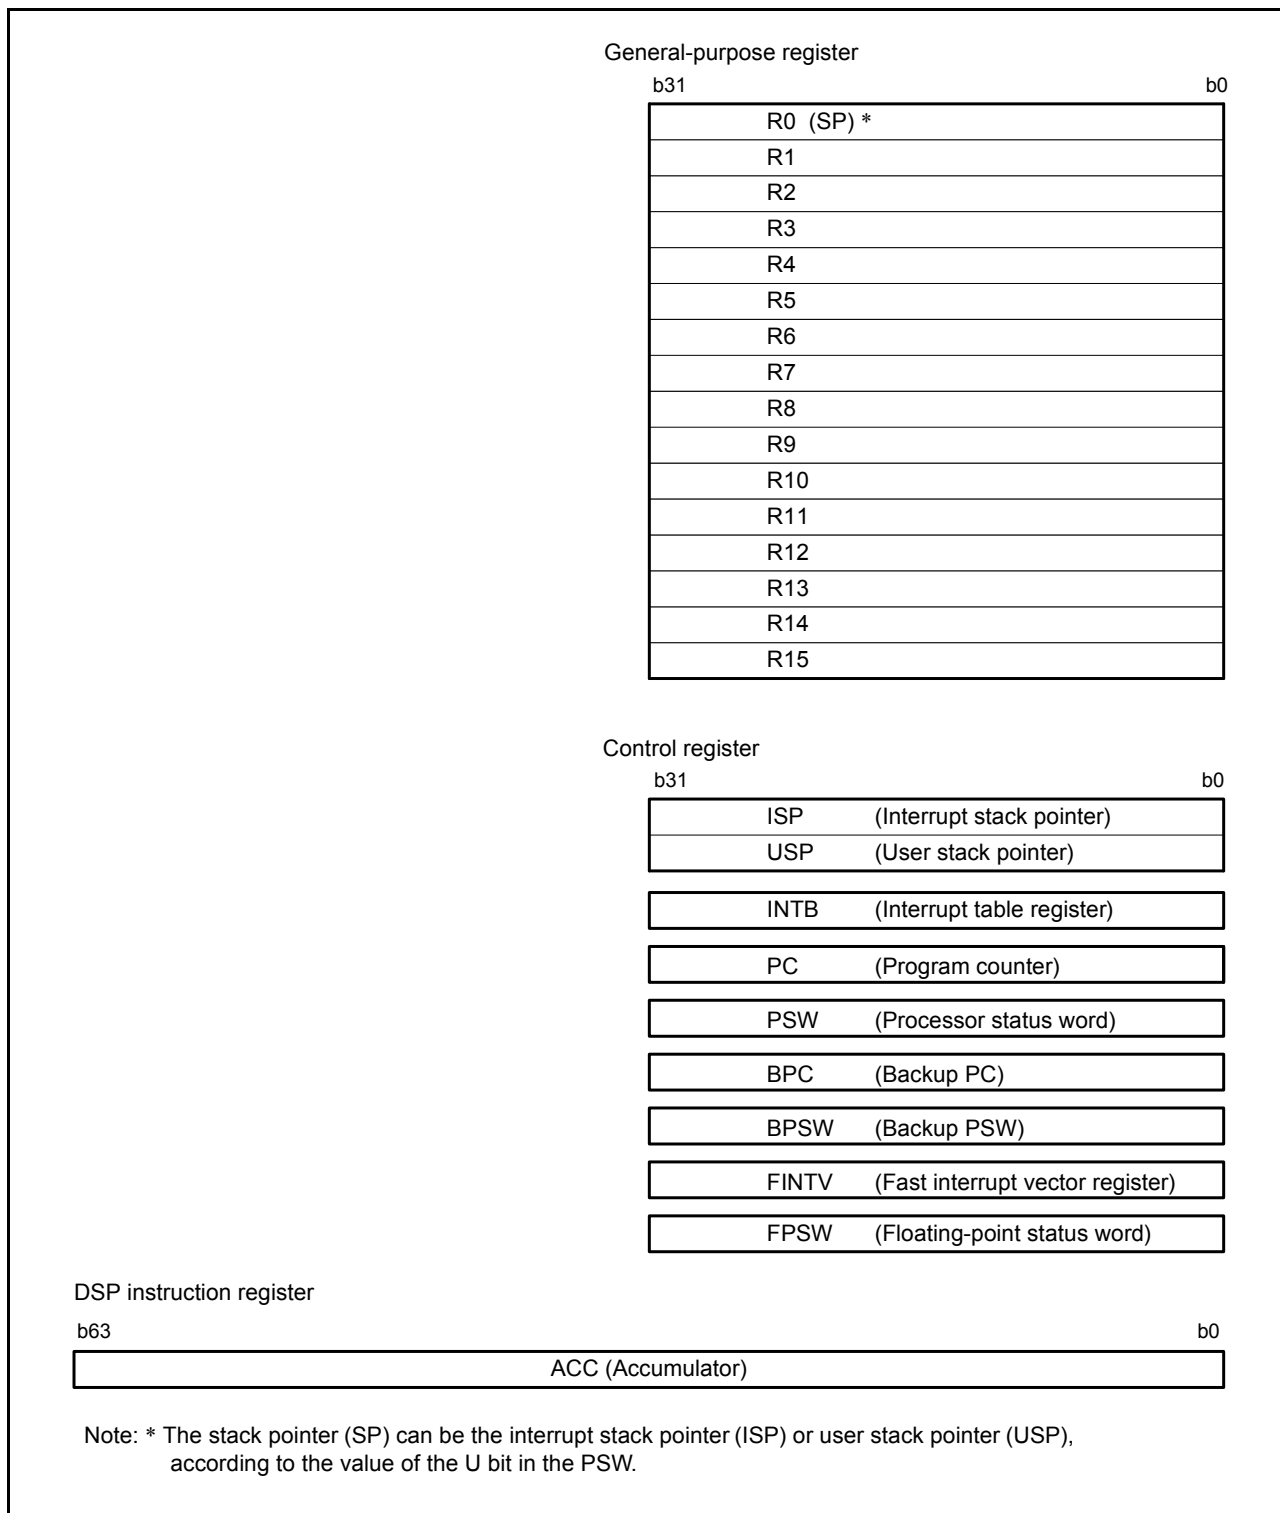 General-purpose register
b31 b0
R0 (SP) *
R1
R2
R3
R4
R5
R6
R7
R8
R9
R10
R11
R12
R13
R14
R15
Control register
b31 b0
ISP (Interrupt stack pointer)
USP (User stack pointer)
INTB (Interrupt table register)
PC (Program counter)
PSW (Processor status word)
BPC (Backup PC)
BPSW (Backup PSW)
FINTV (Fast interrupt vector register)
FPSW (Floating-point status word)
DSP instruction register
b63 b0
ACC (Accumulator)
Note: * The stack pointer (SP) can be the interrupt stack pointer (ISP) or user stack pointer (USP),
according to the value of the U bit in the PSW.